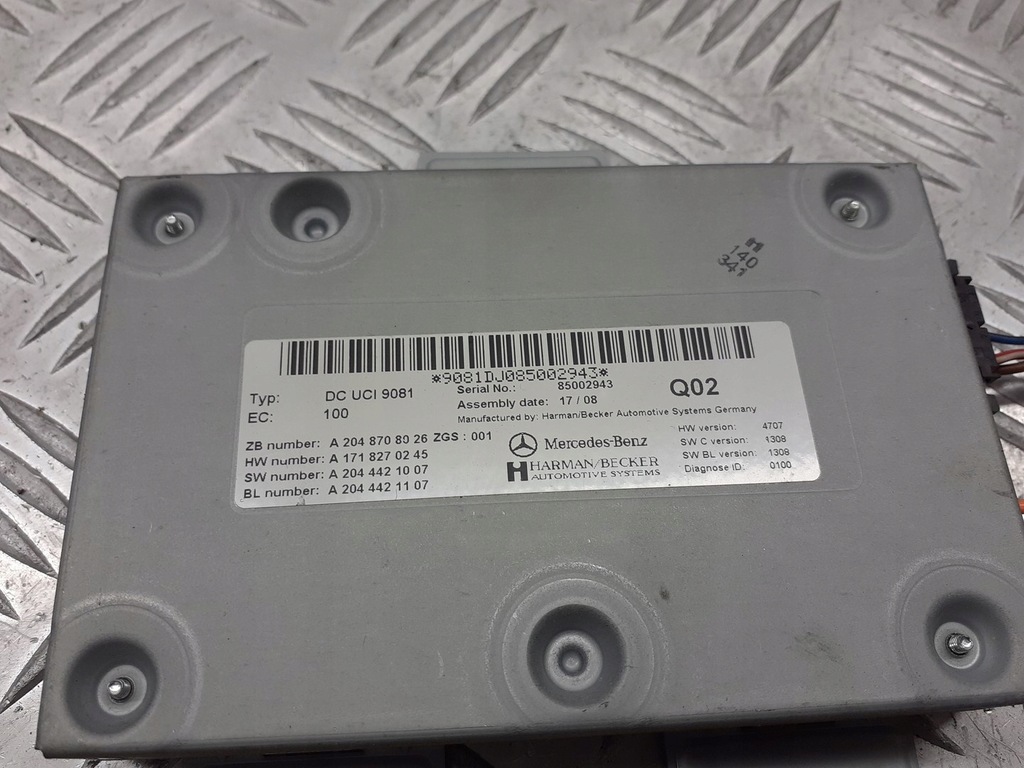 140
341
*9081DJ085002943*
Typ: DC UCI 9081
EC: 100
Serial No.: 85002943
Assembly date: 17/08
Q02
Manufactured by: Harman/Becker Automotive Systems Germany
ZB number: A 204 870 89 26 ZGS : 001
HW number: A 171 827 02 45
SW number: A 204 442 10 07
BL number: A 204 442 11 07
Mercedes-Benz
HARMAN/BECKER
AUTOMOTIVE SYSTEMS
HW version: 4707
SW C version: 1308
SW BL version: 1308
Diagnose ID: 0100